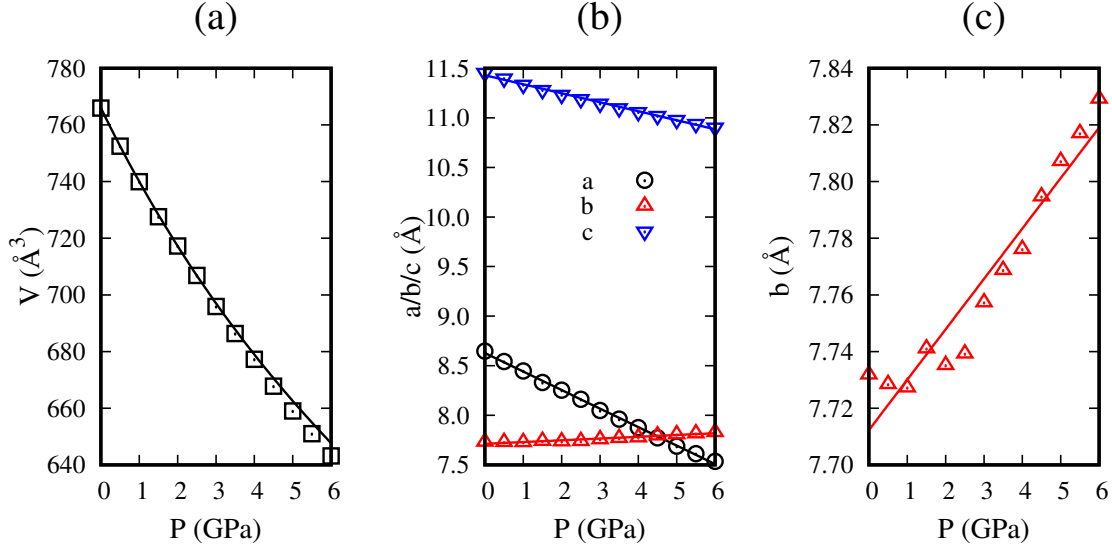 (a)
780
760
740
720
700
680
660
640
V (Å³)
0 1 2 3 4 5 6
P (GPa)
(b)
11.5
11.0
10.5
10.0
9.5
9.0
8.5
8.0
7.5
a/b/c (Å)
a
b
c
0 1 2 3 4 5 6
P (GPa)
(c)
7.84
7.82
7.80
7.78
7.76
7.74
7.72
7.70
b (Å)
0 1 2 3 4 5 6
P (GPa)